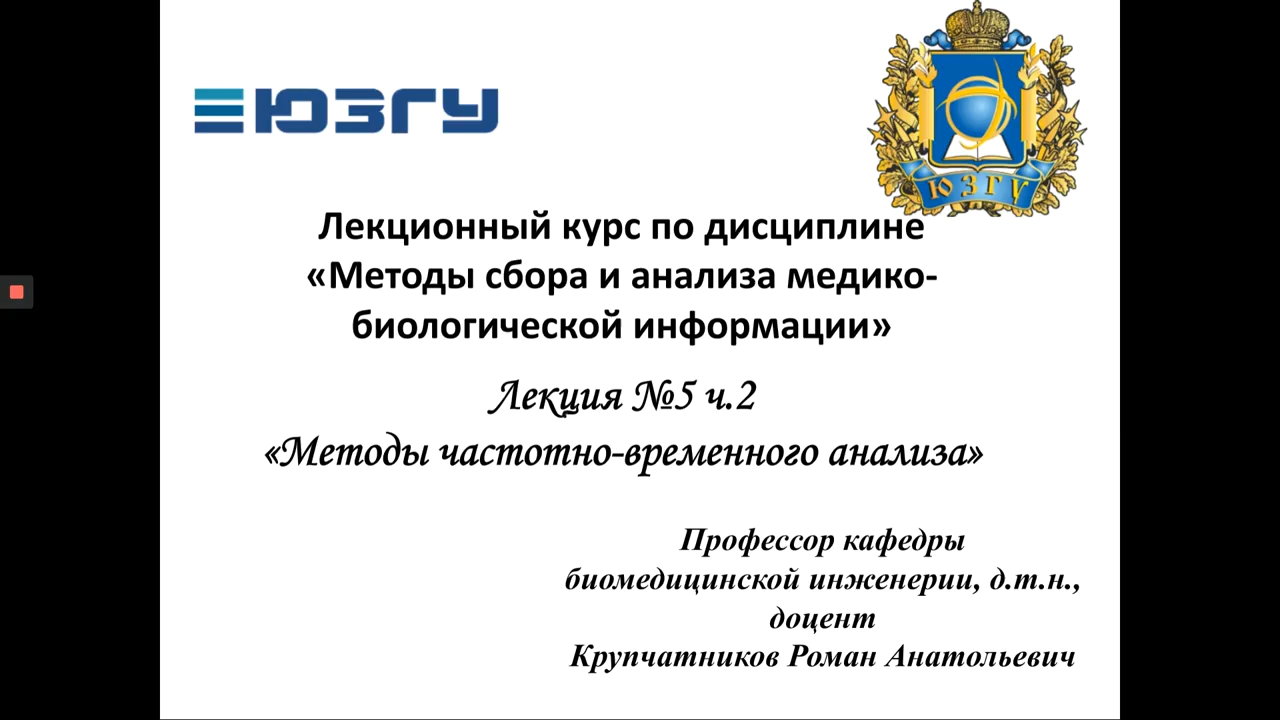 ЮЗГУ
ЮЗГУ
Лекционный курс по дисциплине
«Методы сбора и анализа медико-
биологической информации»
Лекция №5 ч.2
«Методы частотно-временного анализа»
Профессор кафедры
биомедицинской инженерии, д.т.н.,
доцент
Крупчатников Роман Анатольевич